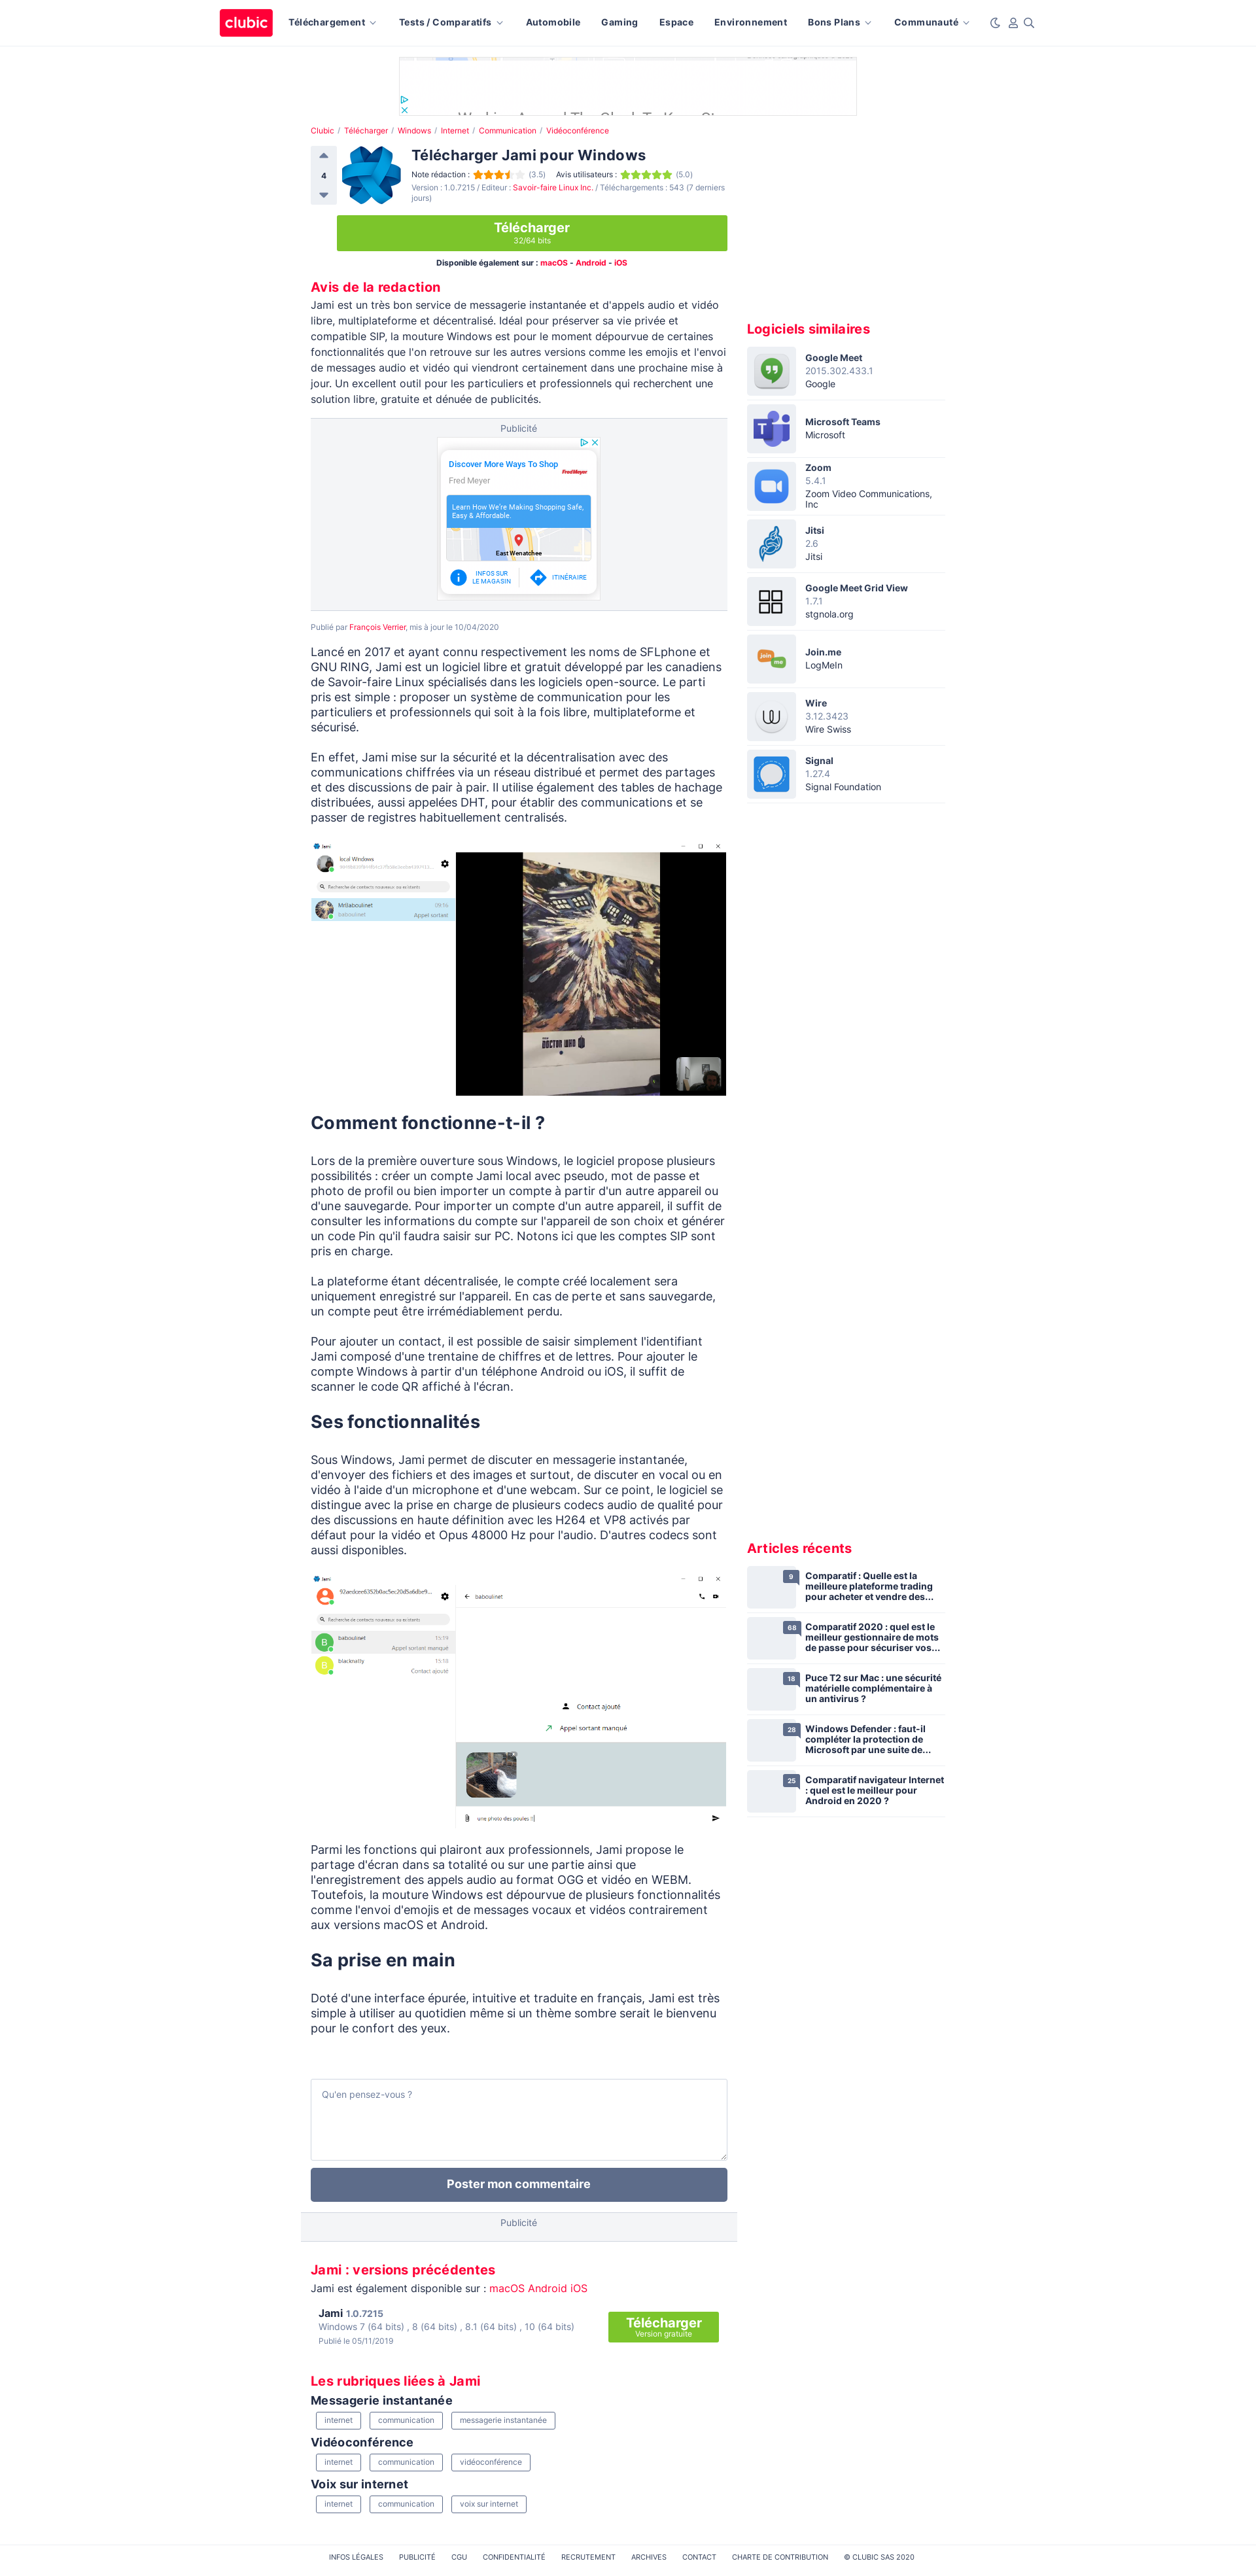 clubic
Téléchargement
Tests / Comparatifs
Automobile
Gaming
Espace
Environnement
Bons Plans
Communauté
Clubic / Télécharger / Windows / Internet / Communication / Vidéoconférence
4
Télécharger Jami pour Windows
Note rédaction : (3.5) Avis utilisateurs : (5.0)
Version : 1.0.7215 / Editeur : Savoir-faire Linux Inc. / Téléchargements : 543 (7 derniers
jours)
Télécharger
32/64 bits
Disponible également sur : macOS - Android - iOS
Avis de la redaction
Jami est un très bon service de messagerie instantanée et d'appels audio et vidéo
libre, multiplateforme et décentralisé. Idéal pour préserver sa vie privée et
compatible SIP, la mouture Windows est pour le moment dépourvue de certaines
fonctionnalités que l'on retrouve sur les autres versions comme les emojis et l'envoi
de messages audio et vidéo qui viendront certainement dans une prochaine mise à
jour. Un excellent outil pour les particuliers et professionnels qui recherchent une
solution libre, gratuite et dénuée de publicités.
Publicité
Discover More Ways To Shop
Fred Meyer
Fred Meyer
Learn How We're Making Shopping Safe,
Easy & Affordable.
East Wenatchee
INFOS SUR
LE MAGASIN
ITINÉRAIRE
Publié par François Verrier, mis à jour le 10/04/2020
Lancé en 2017 et ayant connu respectivement les noms de SFLphone et
GNU RING, Jami est un logiciel libre et gratuit développé par les canadiens
de Savoir-faire Linux spécialisés dans les logiciels open-source. Le parti
pris est simple : proposer un système de communication pour les
particuliers et professionnels qui soit à la fois libre, multiplateforme et
sécurisé.
En effet, Jami mise sur la sécurité et la décentralisation avec des
communications chiffrées via un réseau distribué et permet des partages
et des discussions de pair à pair. Il utilise également des tables de hachage
distribuées, aussi appelées DHT, pour établir des communications et se
passer de registres habituellement centralisés.
Jami
local Windows
Recherche de contacts nouveaux ou existants
MrBaboulinet 09:16
baboulinet Appel sortant
DOCTOR WHO
Comment fonctionne-t-il ?
Lors de la première ouverture sous Windows, le logiciel propose plusieurs
possibilités : créer un compte Jami local avec pseudo, mot de passe et
photo de profil ou bien importer un compte à partir d'un autre appareil ou
d'une sauvegarde. Pour importer un compte d'un autre appareil, il suffit de
consulter les informations du compte sur l'appareil de son choix et générer
un code Pin qu'il faudra saisir sur PC. Notons ici que les comptes SIP sont
pris en charge.
La plateforme étant décentralisée, le compte créé localement sera
uniquement enregistré sur l'appareil. En cas de perte et sans sauvegarde,
un compte peut être irrémédiablement perdu.
Pour ajouter un contact, il est possible de saisir simplement l'identifiant
Jami composé d'une trentaine de chiffres et de lettres. Pour ajouter le
compte Windows à partir d'un téléphone Android ou iOS, il suffit de
scanner le code QR affiché à l'écran.
Ses fonctionnalités
Sous Windows, Jami permet de discuter en messagerie instantanée,
d'envoyer des fichiers et des images et surtout, de discuter en vocal ou en
vidéo à l'aide d'un microphone et d'une webcam. Sur ce point, le logiciel se
distingue avec la prise en charge de plusieurs codecs audio de qualité pour
des discussions en haute définition avec les H264 et VP8 activés par
défaut pour la vidéo et Opus 48000 Hz pour l'audio. D'autres codecs sont
aussi disponibles.
Jami
92ardcee6352b0ac5ec20d5a6dbe9...
baboulinet
Recherche de contacts nouveaux ou existants
B baboulinet 15:19
Appel sortant manqué
B blacknally 15:18
Contact ajouté
Contact ajouté
Appel sortant manqué
une photo des poules !
Parmi les fonctions qui plairont aux professionnels, Jami propose le
partage d'écran dans sa totalité ou sur une partie ainsi que
l'enregistrement des appels audio au format OGG et vidéo en WEBM.
Toutefois, la mouture Windows est dépourvue de plusieurs fonctionnalités
comme l'envoi d'emojis et de messages vocaux et vidéos contrairement
aux versions macOS et Android.
Sa prise en main
Doté d'une interface épurée, intuitive et traduite en français, Jami est très
simple à utiliser au quotidien même si un thème sombre serait le bienvenu
pour le confort des yeux.
Qu'en pensez-vous ?
Poster mon commentaire
Publicité
Jami : versions précédentes
Jami est également disponible sur : macOS Android iOS
Jami 1.0.7215
Windows 7 (64 bits) , 8 (64 bits) , 8.1 (64 bits) , 10 (64 bits)
Publié le 05/11/2019
Télécharger
Version gratuite
Les rubriques liées à Jami
Messagerie instantanée
internet
communication
messagerie instantanée
Vidéoconférence
internet
communication
vidéoconférence
Voix sur internet
internet
communication
voix sur internet
Logiciels similaires
Google Meet
2015.302.433.1
Google
Microsoft Teams
Microsoft
Zoom
5.4.1
Zoom Video Communications,
Inc
Jitsi
2.6
Jitsi
Google Meet Grid View
1.7.1
stgnola.org
join me
Join.me
LogMeIn
Wire
3.12.3423
Wire Swiss
Signal
1.27.4
Signal Foundation
Articles récents
9
Comparatif : Quelle est la
meilleure plateforme trading
pour acheter et vendre des...
68
Comparatif 2020 : quel est le
meilleur gestionnaire de mots
de passe pour sécuriser vos...
18
Puce T2 sur Mac : une sécurité
matérielle complémentaire à
un antivirus ?
28
Windows Defender : faut-il
compléter la protection de
Microsoft par une suite de...
25
Comparatif navigateur Internet
: quel est le meilleur pour
Android en 2020 ?
INFOS LÉGALES
PUBLICITÉ
CGU
CONFIDENTIALITÉ
RECRUTEMENT
ARCHIVES
CONTACT
CHARTE DE CONTRIBUTION
© CLUBIC SAS 2020